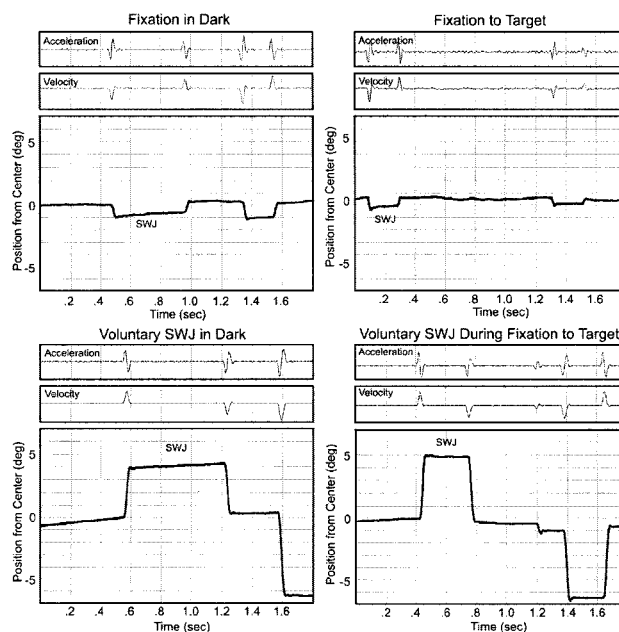 Fixation in Dark
Acceleration
Velocity
Position from Center (deg)
5
0
-5
SWJ
.2 .4 .6 .8 1.0 1.2 1.4 1.6
Time (sec)
Fixation to Target
Acceleration
Velocity
Position from Center (deg)
5
0
-5
SWJ
.2 .4 .6 .8 1.0 1.2 1.4 1.6
Time (sec)
Voluntary SWJ in Dark
Acceleration
Velocity
Position from Center (deg)
5
0
-5
SWJ
.2 .4 .6 .8 1.0 1.2 1.4 1.6
Time (sec)
Voluntary SWJ During Fixation to Target
Acceleration
Velocity
Position from Center (deg)
5
0
-5
SWJ
.2 .4 .6 .8 1.0 1.2 1.4 1.6
Time (sec)